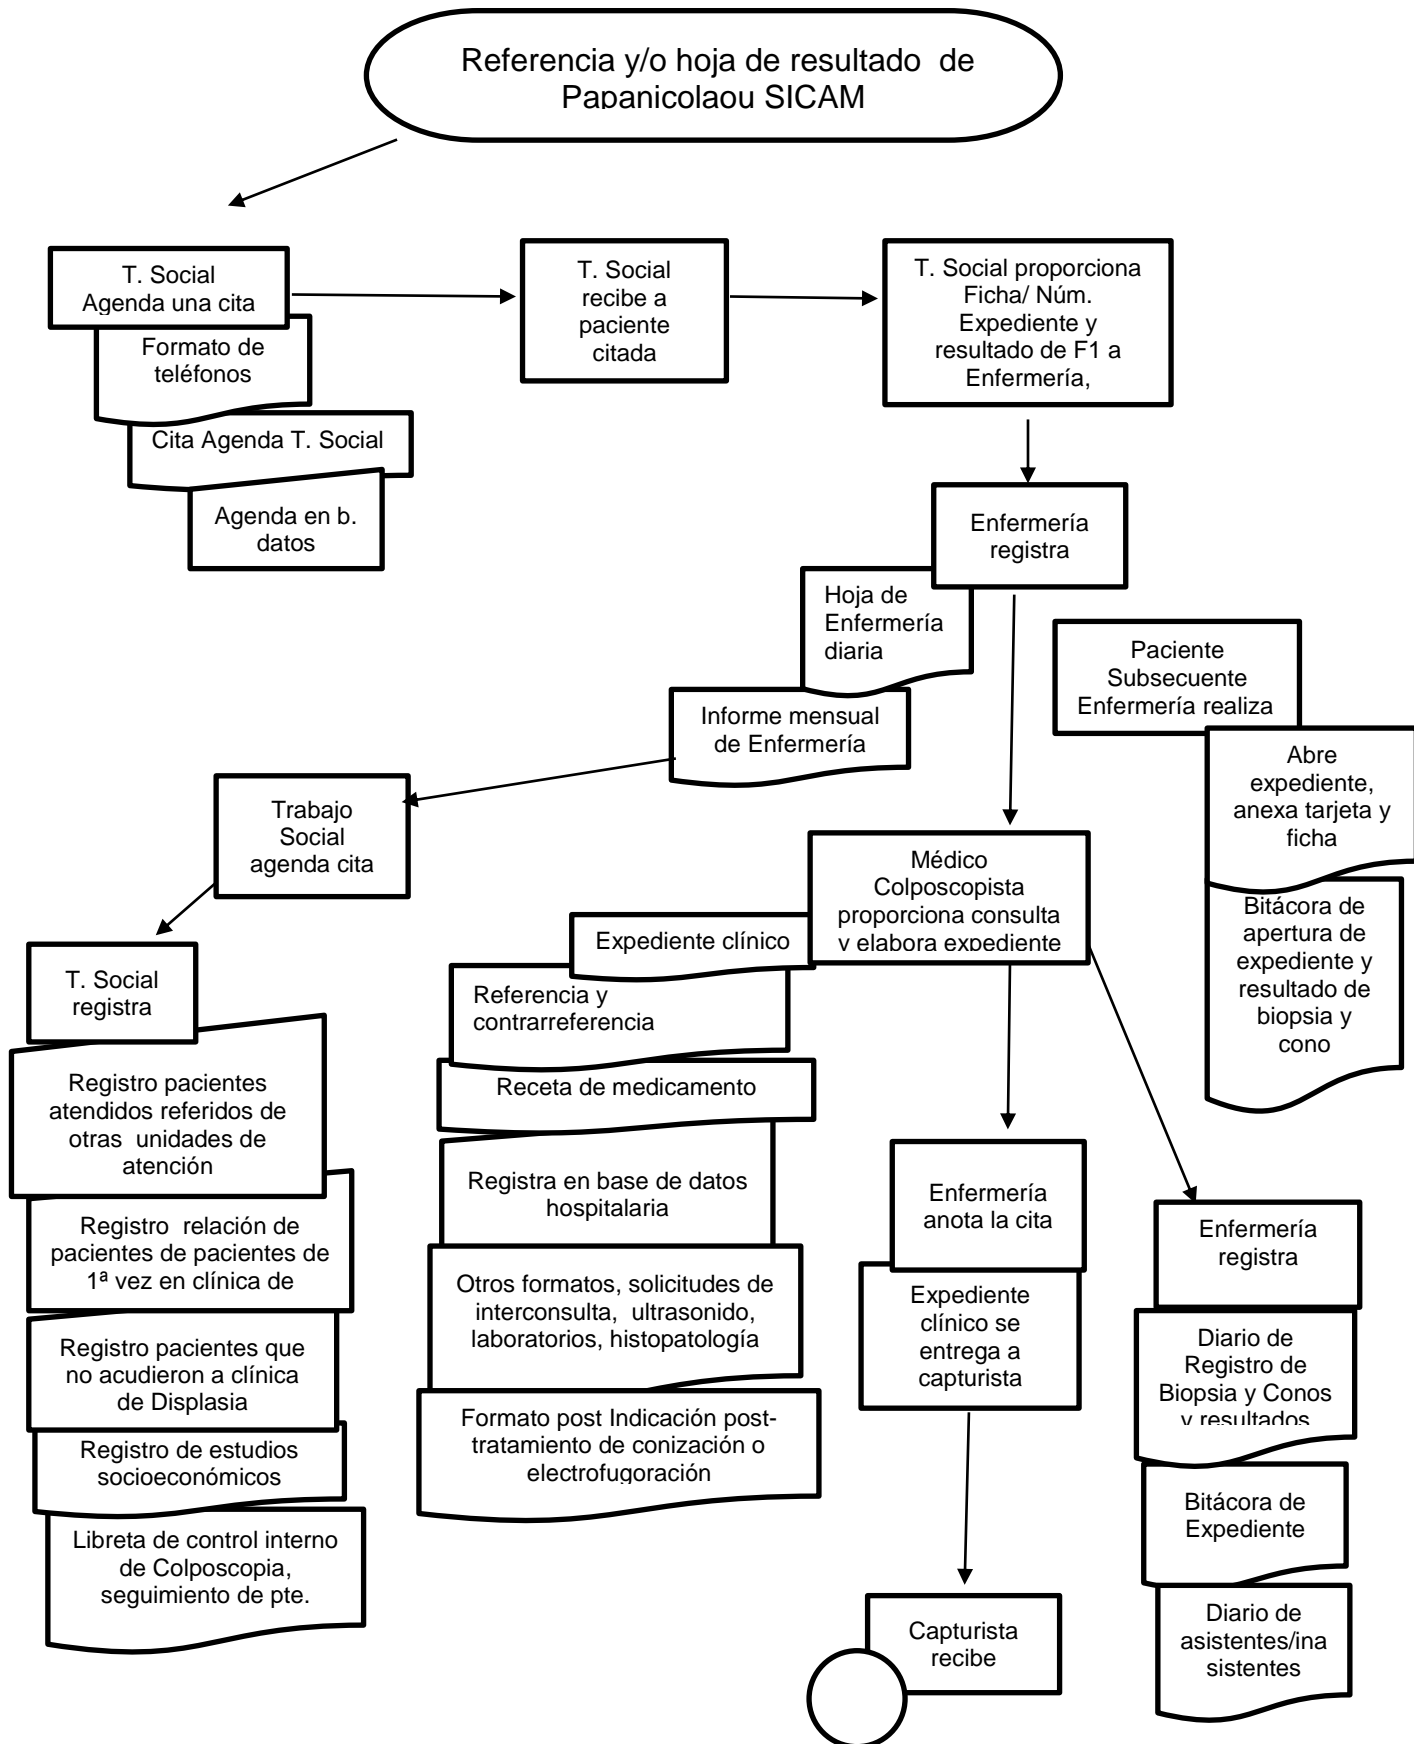 Referencia y/o hoja de resultado  de
Papanicolaou SICAM
T. Social
Agenda una cita
Formato de
teléfonos
Cita Agenda T. Social
Agenda en b.
datos
T. Social
recibe a
paciente
citada
T. Social proporciona
Ficha/ Núm.
Expediente y
resultado de F1 a
Enfermería,
Enfermería
registra
Hoja de
Enfermería
diaria
Informe mensual
de Enfermería
Paciente
Subsecuente
Enfermería realiza
Abre
expediente,
anexa tarjeta y
ficha
Bitácora de
apertura de
expediente y
resultado de
biopsia y
cono
Trabajo
Social
agenda cita
T. Social
registra
Registro pacientes
atendidos referidos de
otras  unidades de
atención
Registro  relación de
pacientes de pacientes de
1ª vez en clínica de
Registro pacientes que
no acudieron a clínica
de Displasia
Registro de estudios
socioeconómicos
Libreta de control interno
de Colposcopia,
seguimiento de pte.
Médico
Colposcopista
proporciona consulta
y elabora expediente
Expediente clínico
Referencia y
contrarreferencia
Receta de medicamento
Registra en base de datos
hospitalaria
Otros formatos, solicitudes de
interconsulta,  ultrasonido,
laboratorios, histopatología
Formato post Indicación post-
tratamiento de conización o
electrofugoración
Enfermería
anota la cita
Expediente
clínico se
entrega a
capturista
Capturista
recibe
Enfermería
registra
Diario de
Registro de
Biopsia y Conos
y resultados
Bitácora de
Expediente
Diario de
asistentes/ina
sistentes